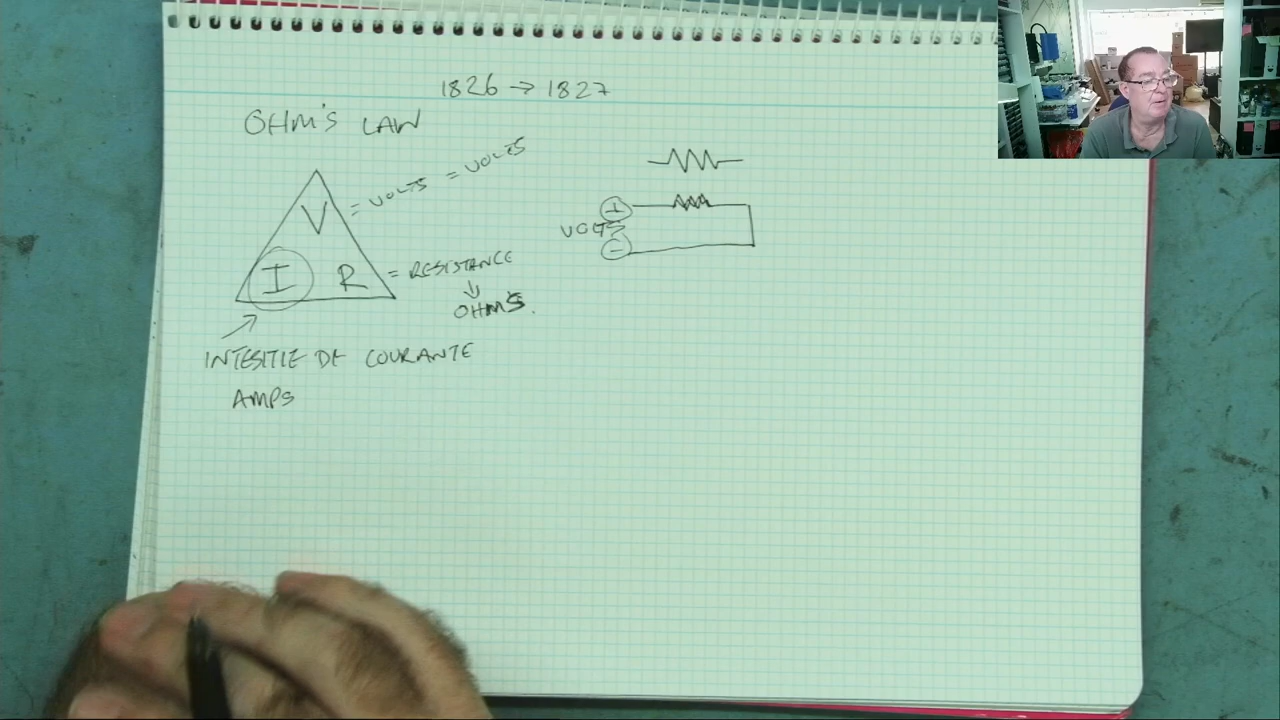 1826 → 1827
OHM'S LAW
V = VOLTS = VOLTS
I R = RESISTANCE
OHMS.
INTESITIE DE COURANTE
AMPS
+
VOLTS
-